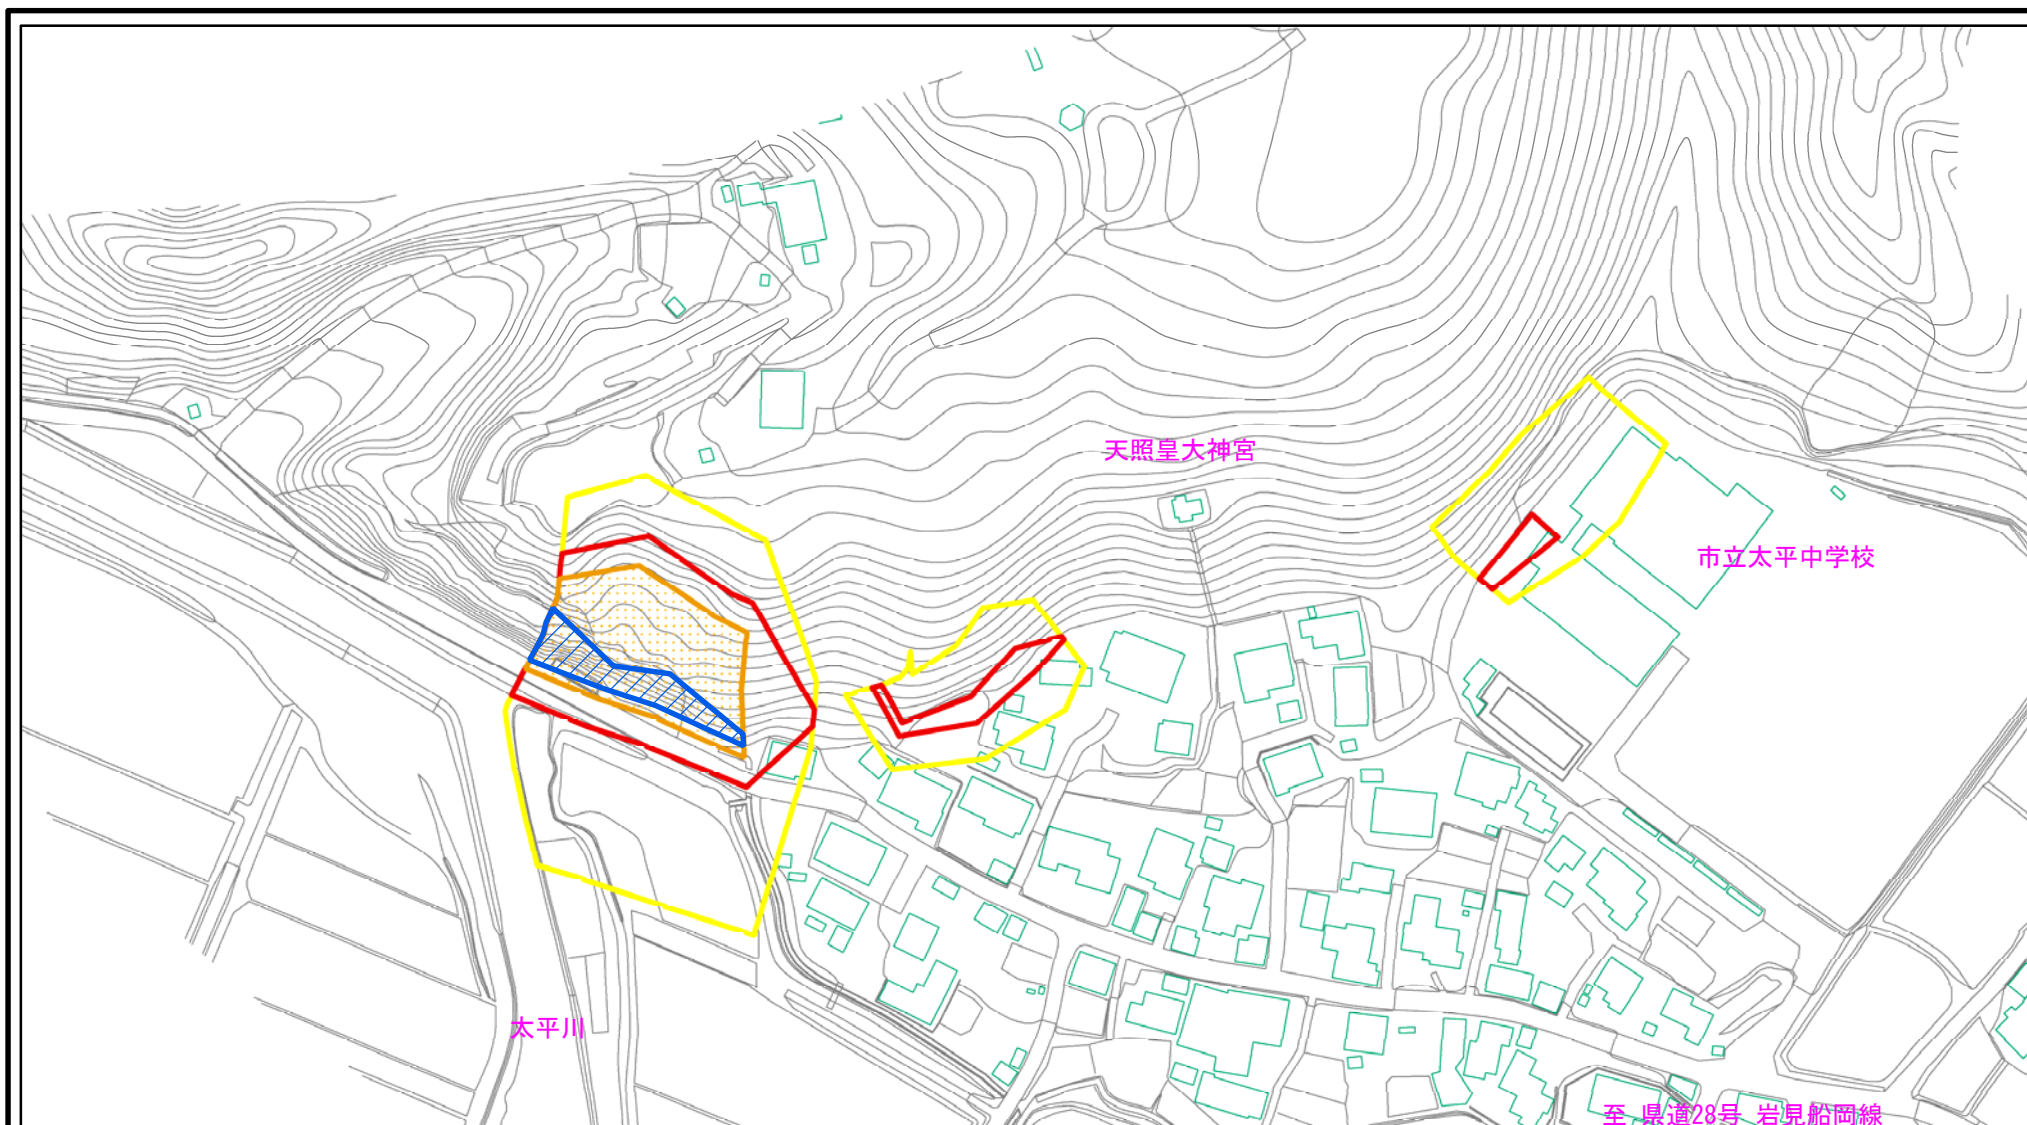 天照皇大神宮
市立太平中学校
太平川
至 県道28号 岩見船岡線